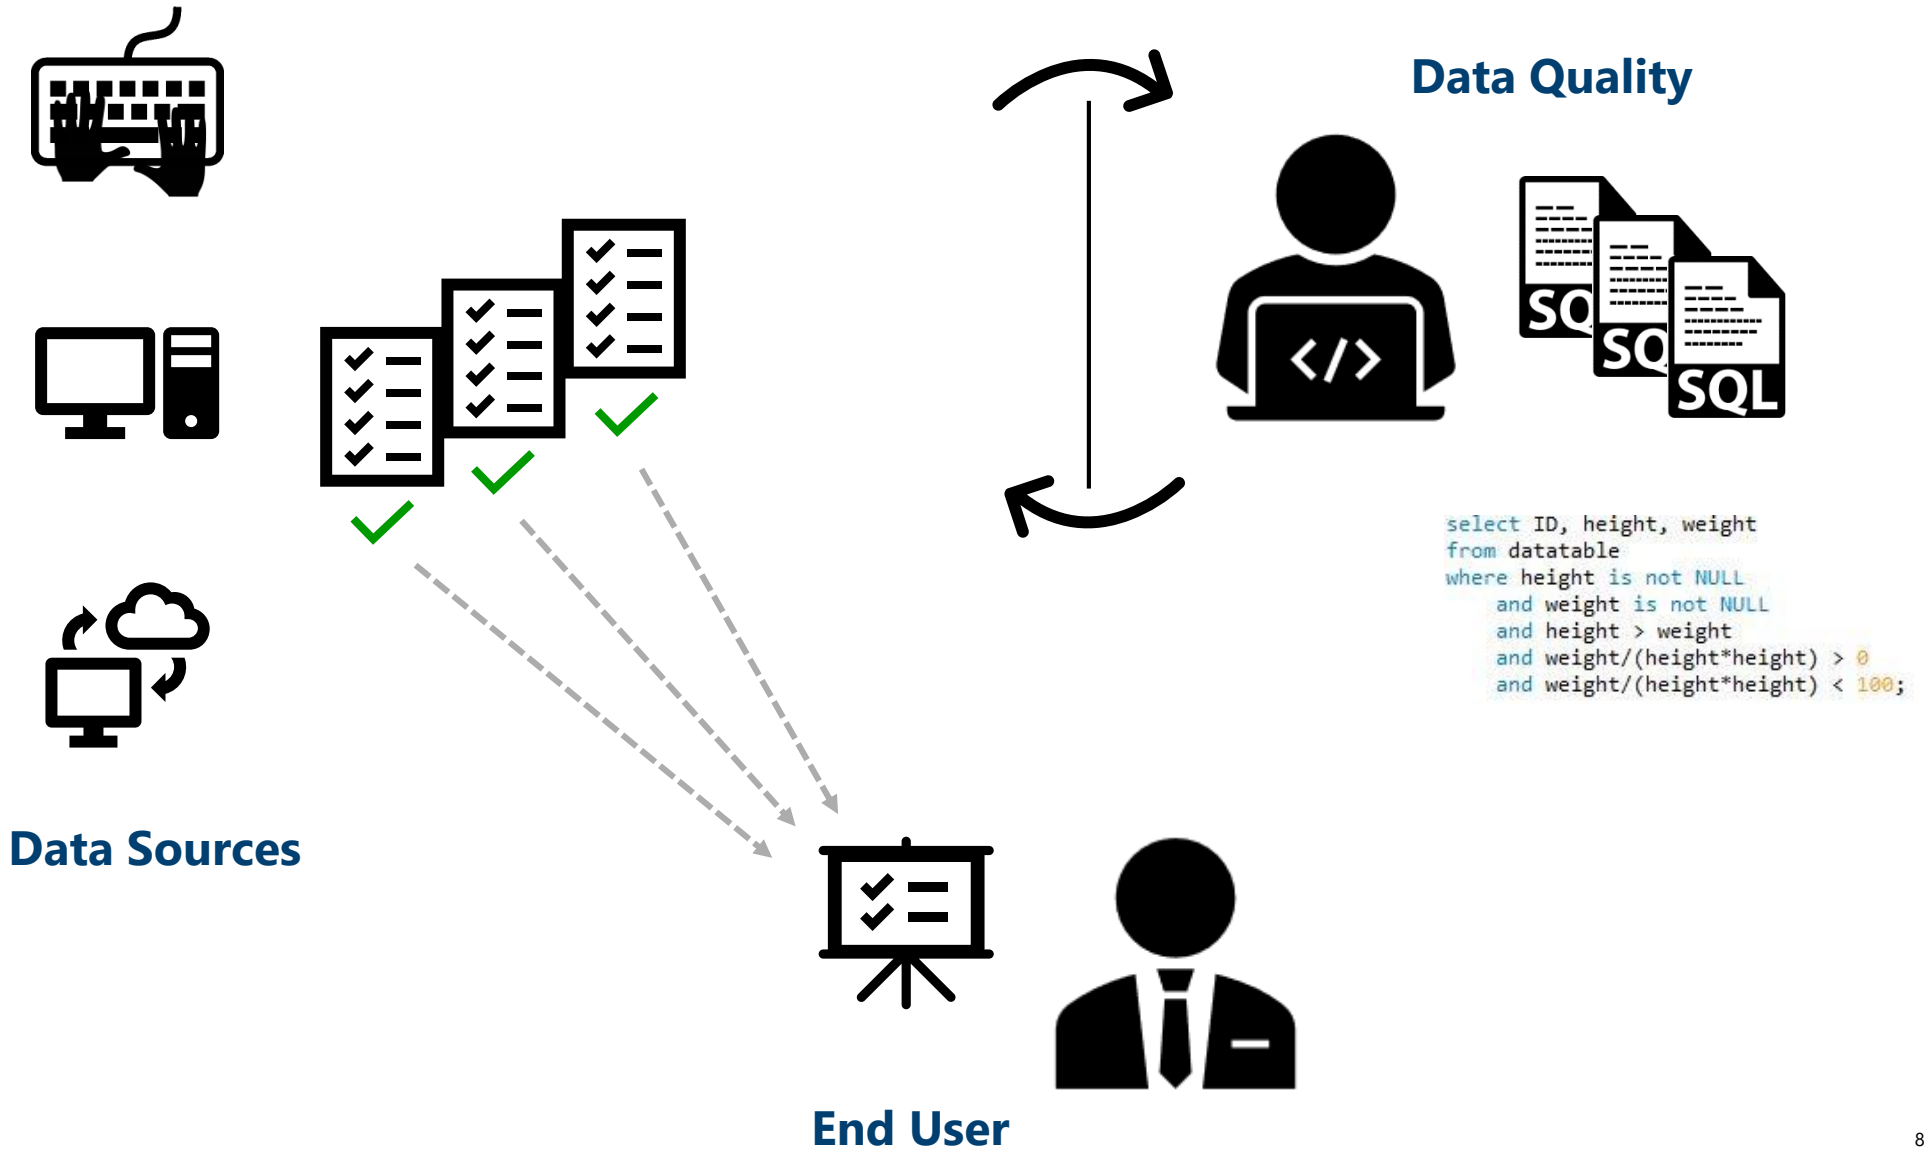 Data Quality
</>
SQ
SQ
SQL
select ID, height, weight
from datatable
where height is not NULL
and weight is not NULL
and height > weight
and weight/(height*height) > 0
and weight/(height*height) < 100;
Data Sources
End User
8